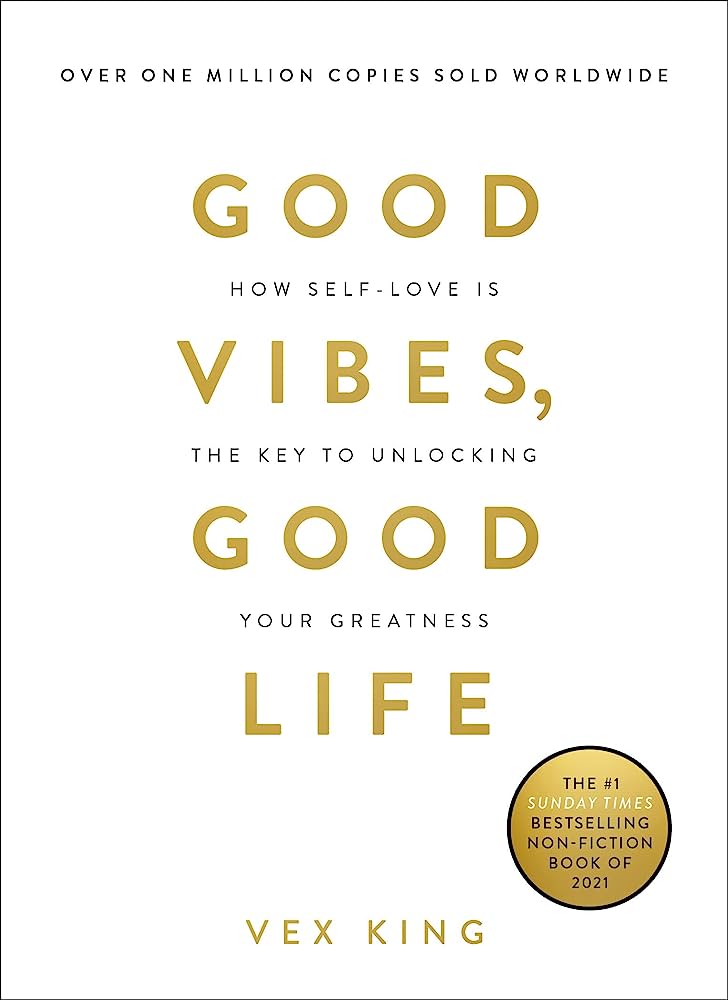 OVER ONE MILLION COPIES SOLD WORLDWIDE
GOOD
HOW SELF-LOVE IS
VIBES,
THE KEY TO UNLOCKING
GOOD
YOUR GREATNESS
LIFE
THE #1
SUNDAY TIMES
BESTSELLING
NON-FICTION
BOOK OF
2021
VEX KING